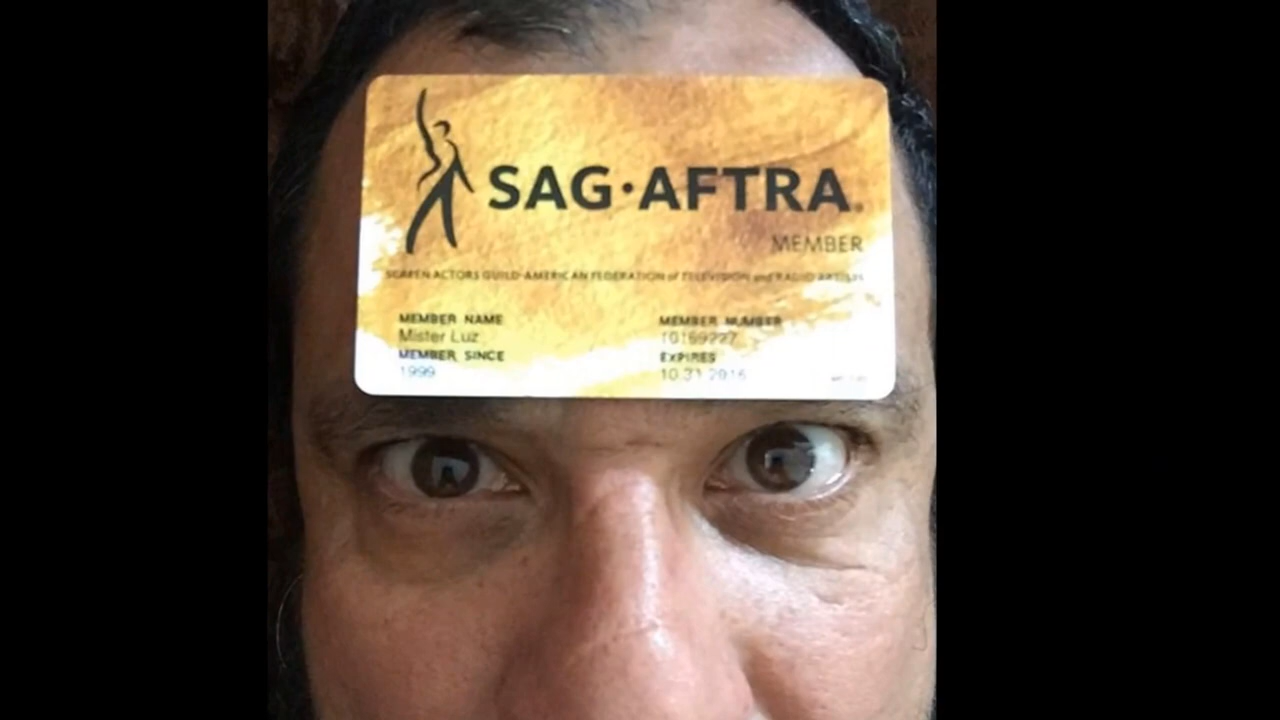 SAG·AFTRA®
MEMBER
SCREEN ACTORS GUILD-AMERICAN FEDERATION of TELEVISION and RADIO ARTISTS
MEMBER NAME MEMBER NUMBER
Mister Luz 10169227
MEMBER SINCE EXPIRES
1999 10.31.2016